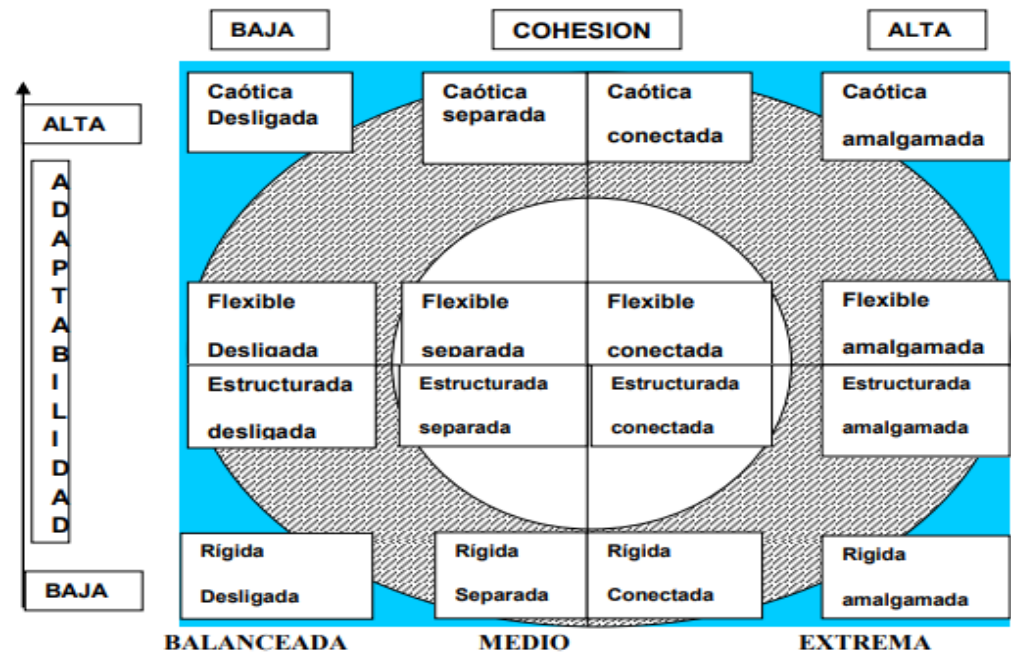 BAJA COHESION ALTA
ALTA
ADAPTABILIDAD
BAJA
Caótica
Desligada
Caótica
separada
Caótica
conectada
Caótica
amalgamada
Flexible
Desligada
Flexible
separada
Flexible
conectada
Flexible
amalgamada
Estructurada
desligada
Estructurada
separada
Estructurada
conectada
Estructurada
amalgamada
Rígida
Desligada
Rígida
Separada
Rígida
Conectada
Rigida
amalgamada
BALANCEADA MEDIO EXTREMA